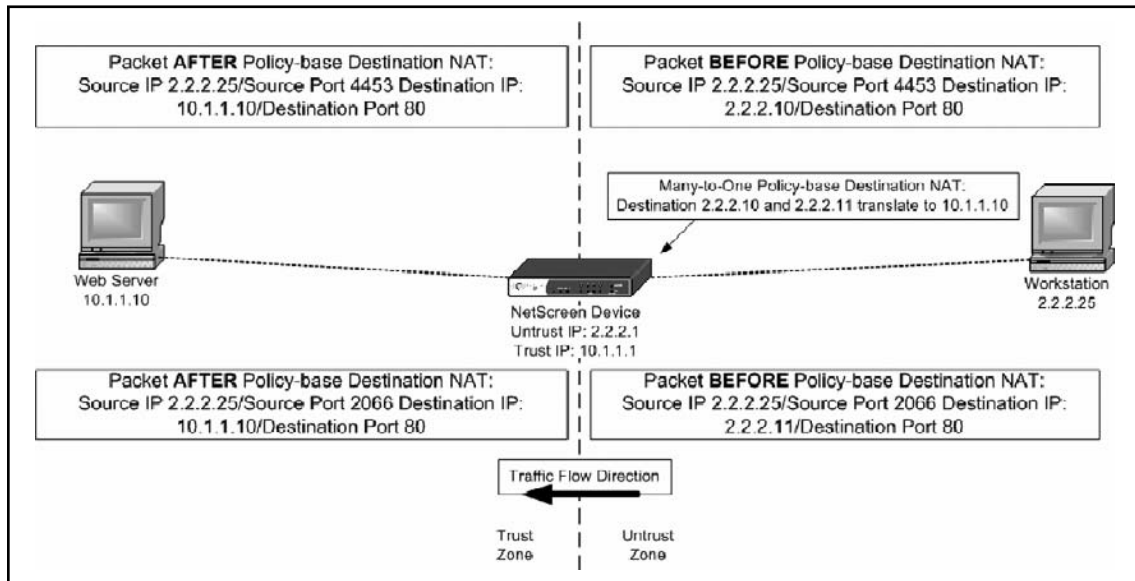 Packet AFTER Policy-base Destination NAT:
Source IP 2.2.2.25/Source Port 4453 Destination IP:
10.1.1.10/Destination Port 80
Packet BEFORE Policy-base Destination NAT:
Source IP 2.2.2.25/Source Port 4453 Destination IP:
2.2.2.10/Destination Port 80
Many-to-One Policy-base Destination NAT:
Destination 2.2.2.10 and 2.2.2.11 translate to 10.1.1.10
Web Server
10.1.1.10
NetScreen Device
Untrust IP: 2.2.2.1
Trust IP: 10.1.1.1
Workstation
2.2.2.25
Packet AFTER Policy-base Destination NAT:
Source IP 2.2.2.25/Source Port 2066 Destination IP:
10.1.1.10/Destination Port 80
Packet BEFORE Policy-base Destination NAT:
Source IP 2.2.2.25/Source Port 2066 Destination IP:
2.2.2.11/Destination Port 80
Traffic Flow Direction
Trust
Zone
Untrust
Zone